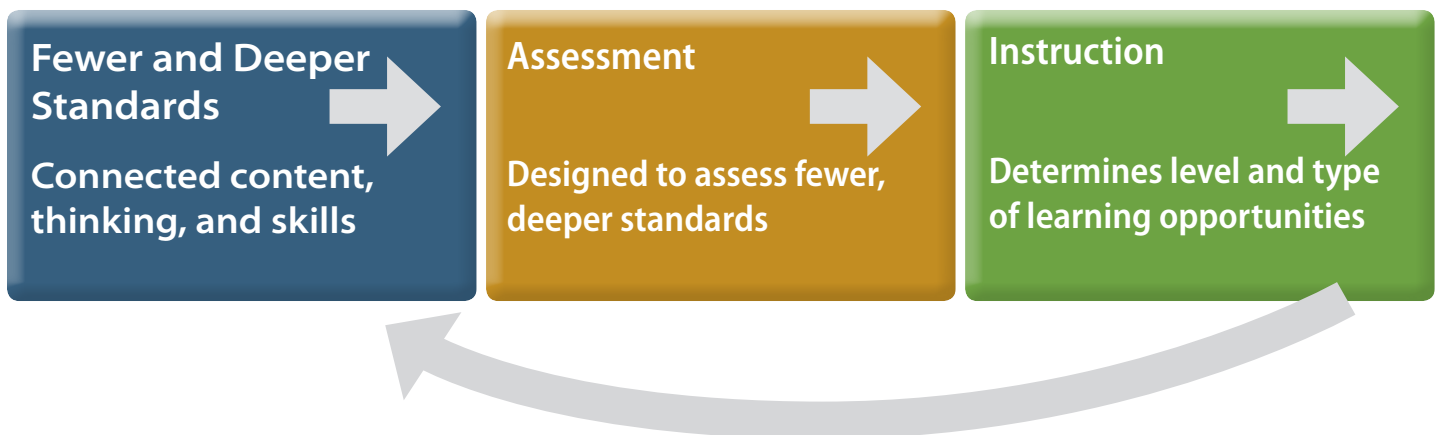 Fewer and Deeper
Standards
Connected content,
thinking, and skills
Assessment
Designed to assess fewer,
deeper standards
Instruction
Determines level and type
of learning opportunities